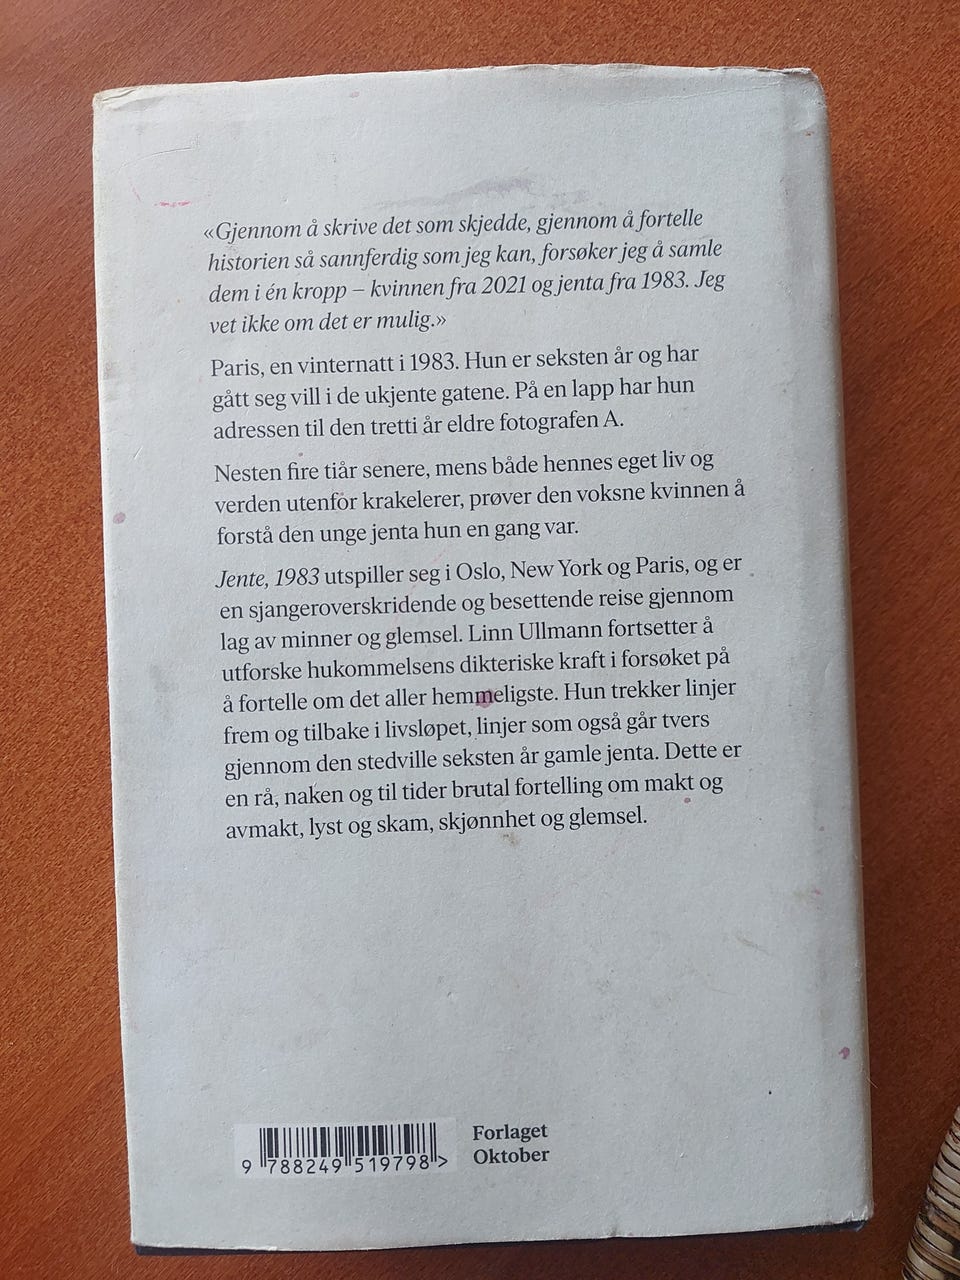 «Gjennom å skrive det som skjedde, gjennom å fortelle
historien så sannferdig som jeg kan, forsøker jeg å samle
dem i én kropp – kvinnen fra 2021 og jenta fra 1983. Jeg
vet ikke om det er mulig.»
Paris, en vinternatt i 1983. Hun er seksten år og har
gått seg vill i de ukjente gatene. På en lapp har hun
adressen til den tretti år eldre fotografen A.
Nesten fire tiår senere, mens både hennes eget liv og
verden utenfor krakelerer, prøver den voksne kvinnen å
forstå den unge jenta hun en gang var.
Jente, 1983 utspiller seg i Oslo, New York og Paris, og er
en sjangeroverskridende og besettende reise gjennom
lag av minner og glemsel. Linn Ullmann fortsetter å
utforske hukommelsens dikteriske kraft i forsøket på
å fortelle om det aller hemmeligste. Hun trekker linjer
frem og tilbake i livsløpet, linjer som også går tvers
gjennom den stedville seksten år gamle jenta. Dette er
en rå, naken og til tider brutal fortelling om makt og
avmakt, lyst og skam, skjønnhet og glemsel.
9 788249 519798 >
Forlaget
Oktober